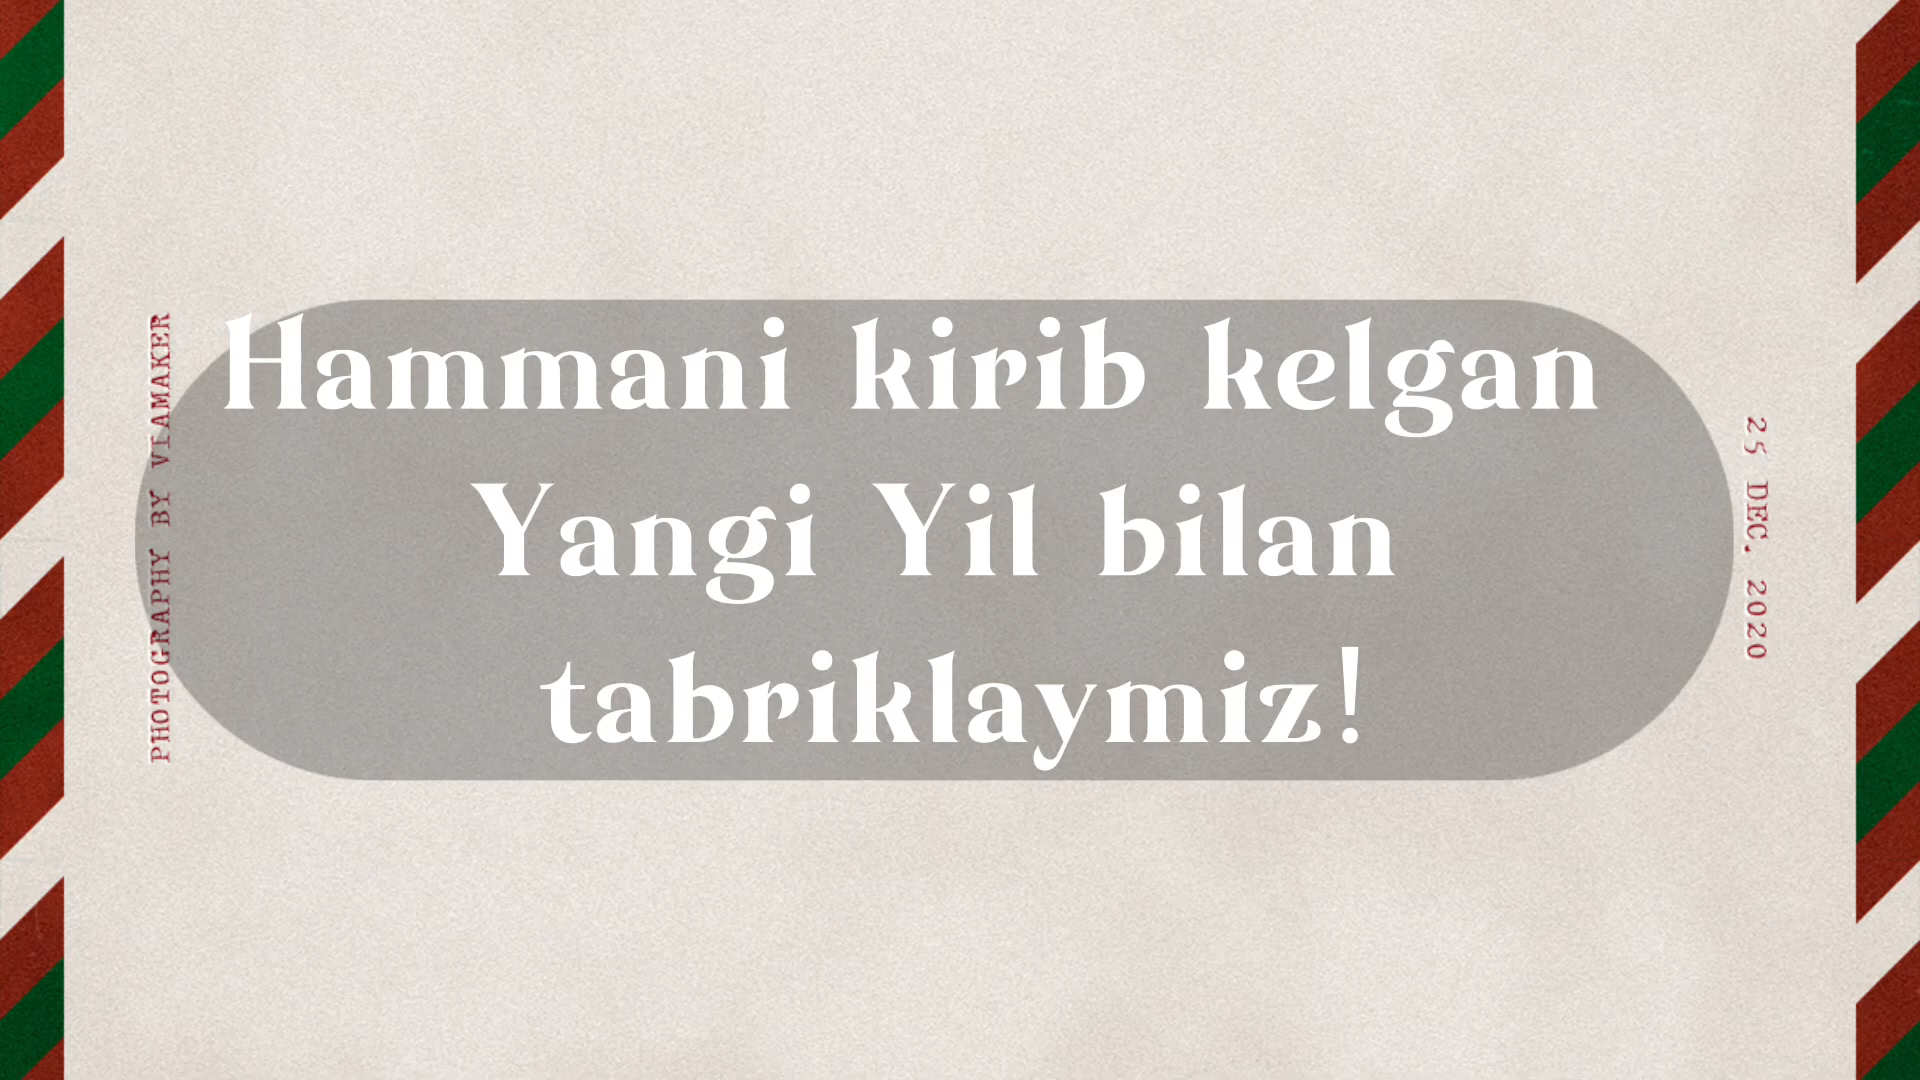 PHOTOGRAPHY BY VIAMAKER
Hammani kirib kelgan
Yangi Yil bilan
tabriklaymiz!
25 DEC. 2020